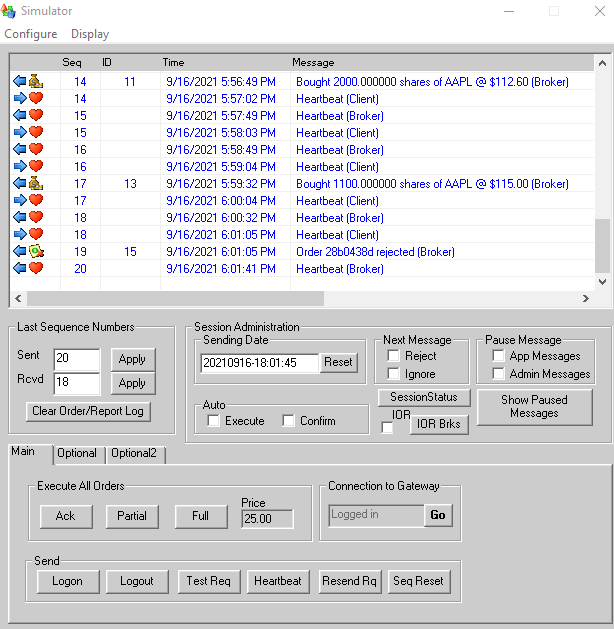 Simulator
Configure Display
Seq ID Time Message
14 11 9/16/2021 5:56:49 PM Bought 2000.000000 shares of AAPL @ $112.60 (Broker)
14 9/16/2021 5:57:02 PM Heartbeat (Client)
15 9/16/2021 5:57:49 PM Heartbeat (Broker)
15 9/16/2021 5:58:03 PM Heartbeat (Client)
16 9/16/2021 5:58:49 PM Heartbeat (Broker)
16 9/16/2021 5:59:04 PM Heartbeat (Client)
17 13 9/16/2021 5:59:32 PM Bought 1100.000000 shares of AAPL @ $115.00 (Broker)
17 9/16/2021 6:00:04 PM Heartbeat (Client)
18 9/16/2021 6:00:32 PM Heartbeat (Broker)
18 9/16/2021 6:01:05 PM Heartbeat (Client)
19 15 9/16/2021 6:01:05 PM Order 28b0438d rejected (Broker)
20 9/16/2021 6:01:41 PM Heartbeat (Broker)
Last Sequence Numbers
Sent 20 Apply
Rcvd 18 Apply
Clear Order/Report Log
Session Administration
Sending Date
20210916-18:01:45 Reset
Auto
Execute Confirm
Next Message
Reject
Ignore
SessionStatus
IOR
IOR Brks
Pause Message
App Messages
Admin Messages
Show Paused
Messages
Main Optional Optional2
Execute All Orders
Ack Partial Full
Price
25.00
Connection to Gateway
Logged in Go
Send
Logon Logout Test Req Heartbeat Resend Rq Seq Reset